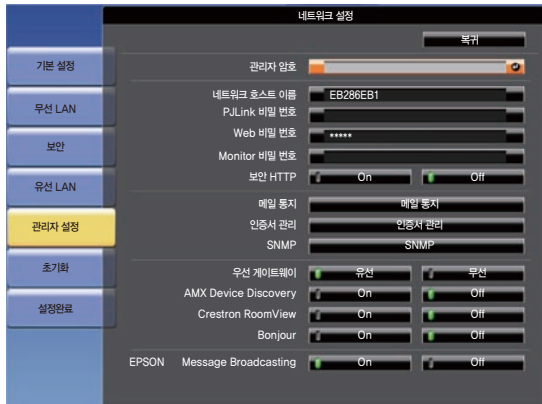 네트워크 설정
복귀
기본 설정
무선 LAN
보안
유선 LAN
관리자 설정
초기화
설정완료
관리자 암호
네트워크 호스트 이름 EB286EB1
PJLink 비밀 번호
Web 비밀 번호 *****
Monitor 비밀 번호
보안 HTTP On Off
메일 통지 메일 통지
인증서 관리 인증서 관리
SNMP SNMP
우선 게이트웨이 유선 무선
AMX Device Discovery On Off
Crestron RoomView On Off
Bonjour On Off
EPSON Message Broadcasting On Off